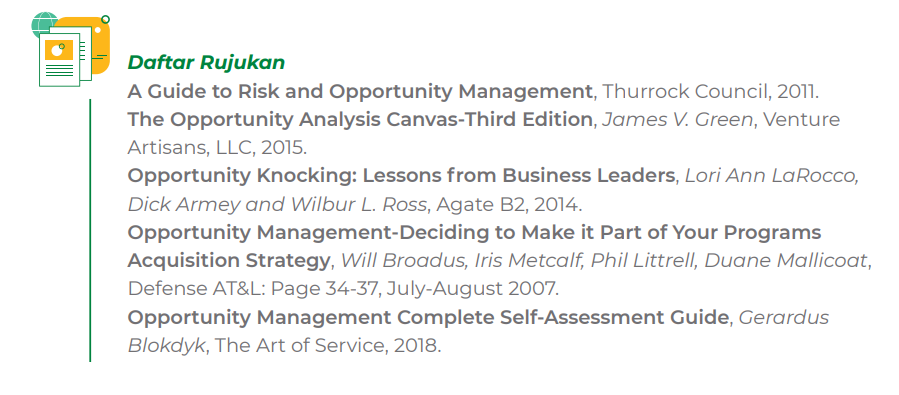 Daftar Rujukan
A Guide to Risk and Opportunity Management, Thurrock Council, 2011.
The Opportunity Analysis Canvas-Third Edition, James V. Green, Venture
Artisans, LLC, 2015.
Opportunity Knocking: Lessons from Business Leaders, Lori Ann LaRocco,
Dick Armey and Wilbur L. Ross, Agate B2, 2014.
Opportunity Management-Deciding to Make it Part of Your Programs
Acquisition Strategy, Will Broadus, Iris Metcalf, Phil Littrell, Duane Mallicoat,
Defense AT&L: Page 34-37, July-August 2007.
Opportunity Management Complete Self-Assessment Guide, Gerardus
Blokdyk, The Art of Service, 2018.